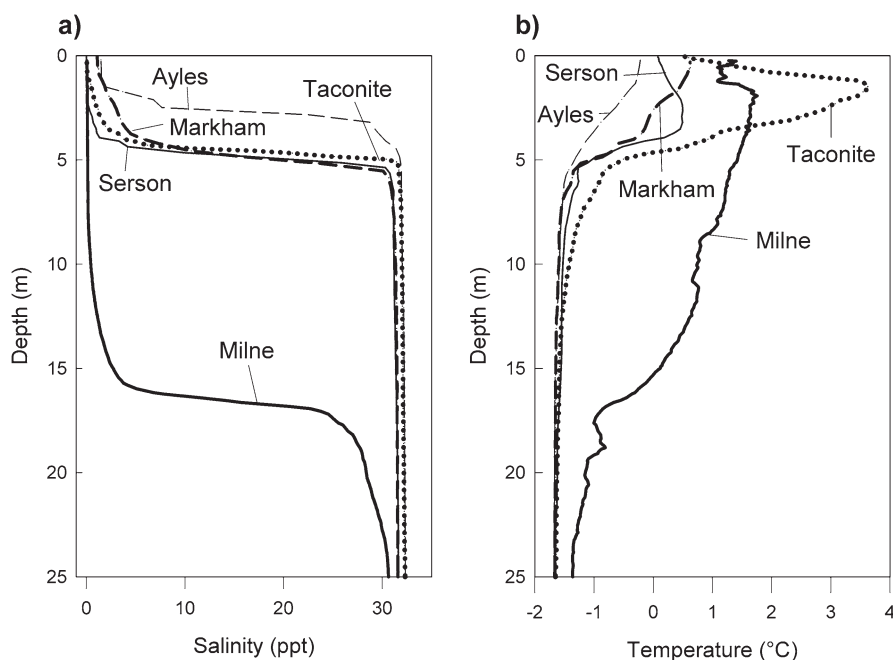 a)
0
5
10
15
20
25
Depth (m)
Ayles
Taconite
Markham
Serson
Milne
0 10 20 30
Salinity (ppt)
b)
0
5
10
15
20
25
Depth (m)
Serson
Ayles
Markham
Taconite
Milne
-2 -1 0 1 2 3 4
Temperature (°C)